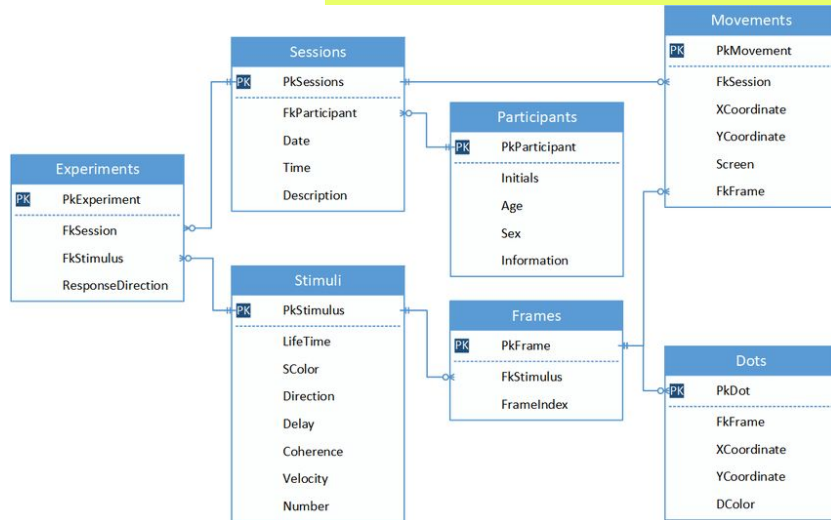 Experiments
PK PkExperiment
FkSession
FkStimulus
ResponseDirection
Sessions
PK PkSessions
FkParticipant
Date
Time
Description
Stimuli
PK PkStimulus
LifeTime
SColor
Direction
Delay
Coherence
Velocity
Number
Participants
PK PkParticipant
Initials
Age
Sex
Information
Frames
PK PkFrame
FkStimulus
FrameIndex
Movements
PK PkMovement
FkSession
XCoordinate
YCoordinate
Screen
FkFrame
Dots
PK PkDot
FkFrame
XCoordinate
YCoordinate
DColor